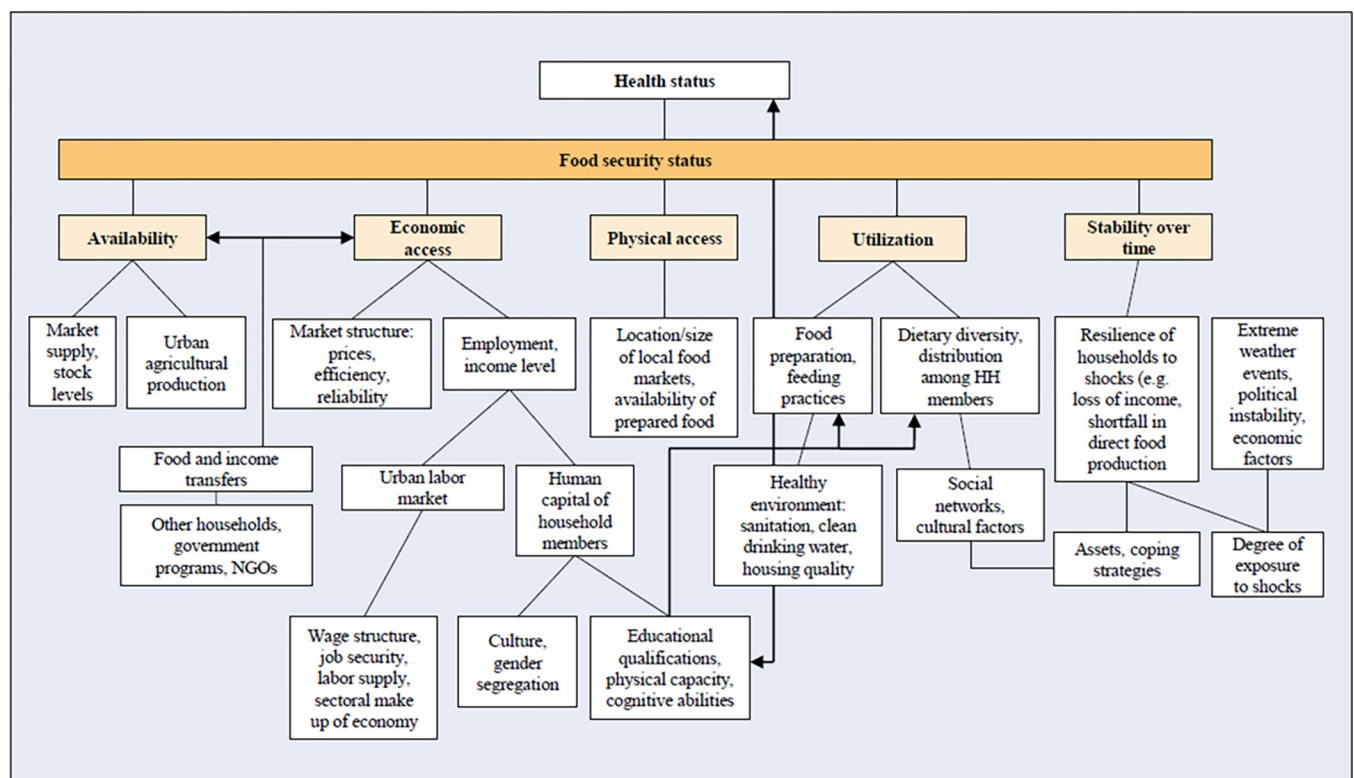 Health status
Food security status
Availability
Economic
access
Physical access
Utilization
Stability over
time
Market
supply,
stock
levels
Urban
agricultural
production
Market structure:
prices,
efficiency,
reliability
Employment,
income level
Location/size
of local food
markets,
availability of
prepared food
Food
preparation,
feeding
practices
Dietary diversity,
distribution
among HH
members
Resilience of
households to
shocks (e.g.
loss of income,
shortfall in
direct food
production
Extreme
weather
events,
political
instability,
economic
factors
Food and income
transfers
Other households,
government
programs, NGOs
Urban labor
market
Human
capital of
household
members
Healthy
environment:
sanitation, clean
drinking water,
housing quality
Social
networks,
cultural factors
Assets, coping
strategies
Degree of
exposure
to shocks
Wage structure,
job security,
labor supply,
sectoral make
up of economy
Culture,
gender
segregation
Educational
qualifications,
physical capacity,
cognitive abilities